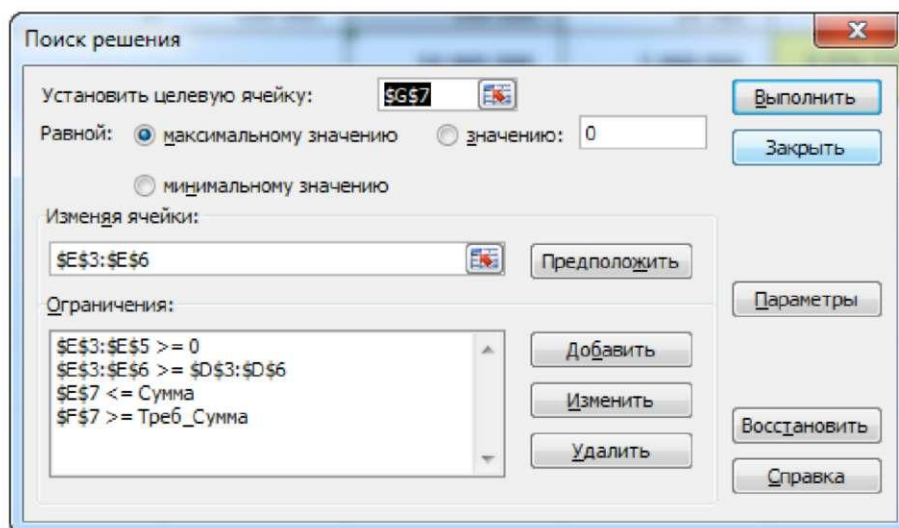 Поиск решения
Установить целевую ячейку: $G$7
Выполнить
Равной: максимальному значению значению: 0
Закрыть
минимальному значению
Изменяя ячейки:
$E$3:$E$6
Предположить
Параметры
Ограничения:
$E$3:$E$5 >= 0
$E$3:$E$6 >= $D$3:$D$6
$E$7 <= Сумма
$F$7 >= Треб_Сумма
Добавить
Изменить
Удалить
Восстановить
Справка